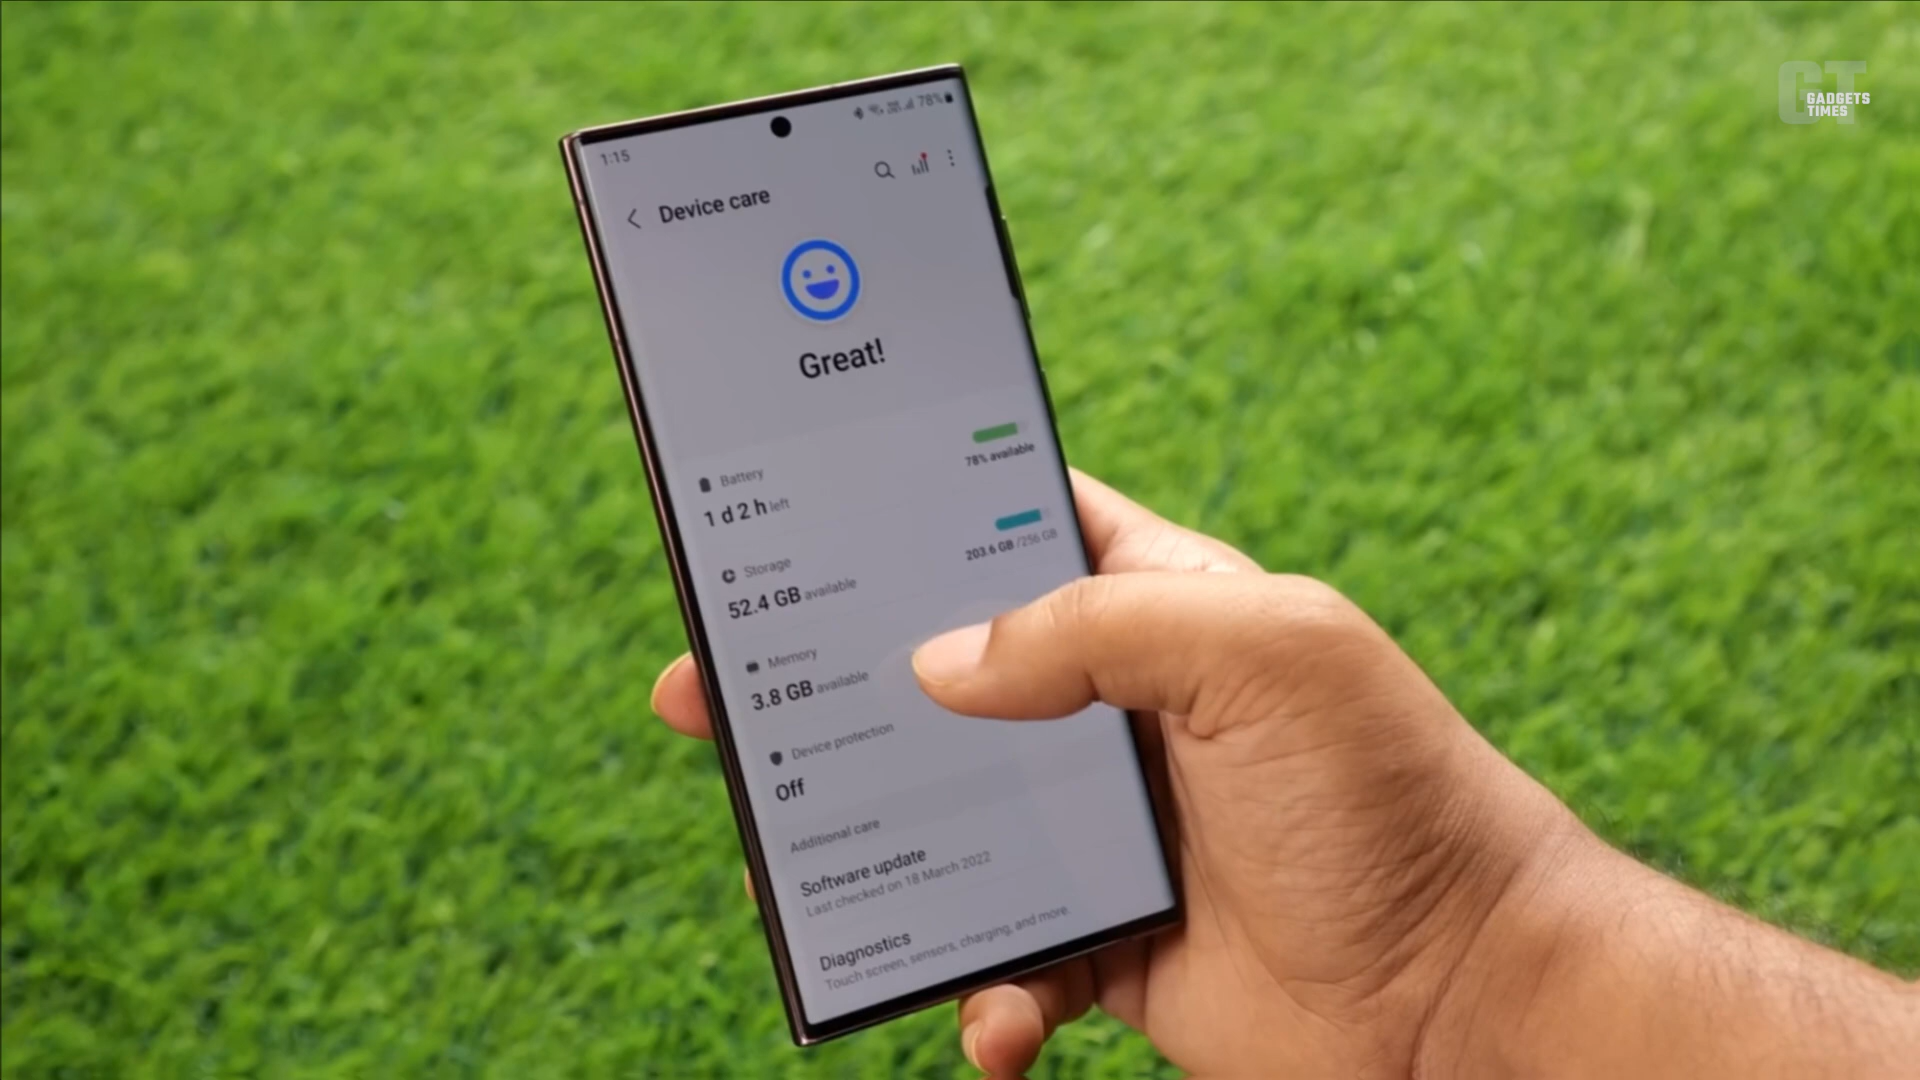 GT
GADGETS
TIMES
1:15
78%
Device care
Great!
Battery
78% available
1 d 2 h left
Storage
203.6 GB /256 GB
52.4 GB available
Memory
3.8 GB available
Device protection
Off
Additional care
Software update
Last checked on 18 March 2022
Diagnostics
Touch screen, sensors, charging, and more.